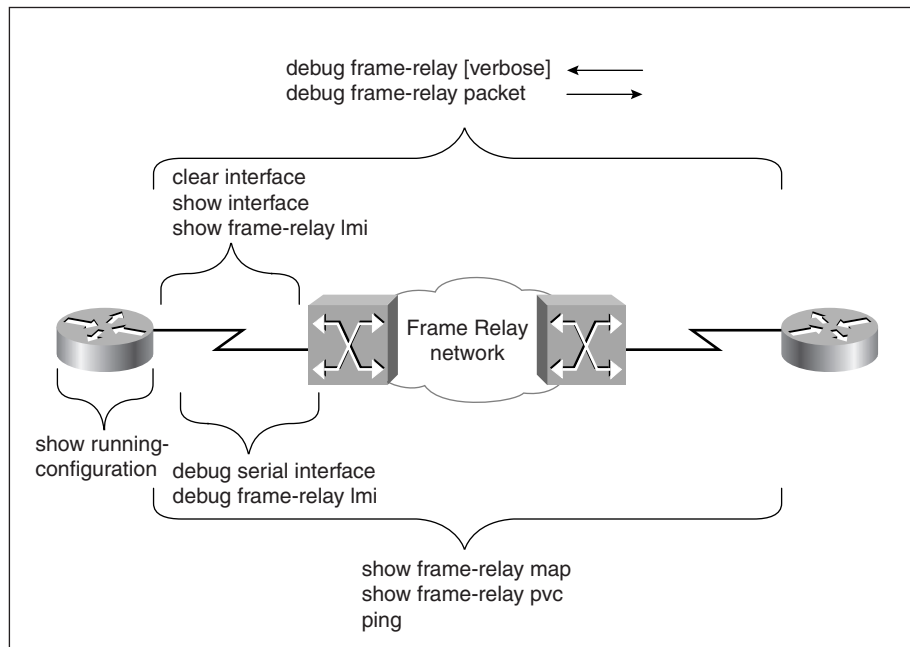 debug frame-relay [verbose]
debug frame-relay packet
clear interface
show interface
show frame-relay lmi
Frame Relay
network
show running-
configuration
debug serial interface
debug frame-relay lmi
show frame-relay map
show frame-relay pvc
ping